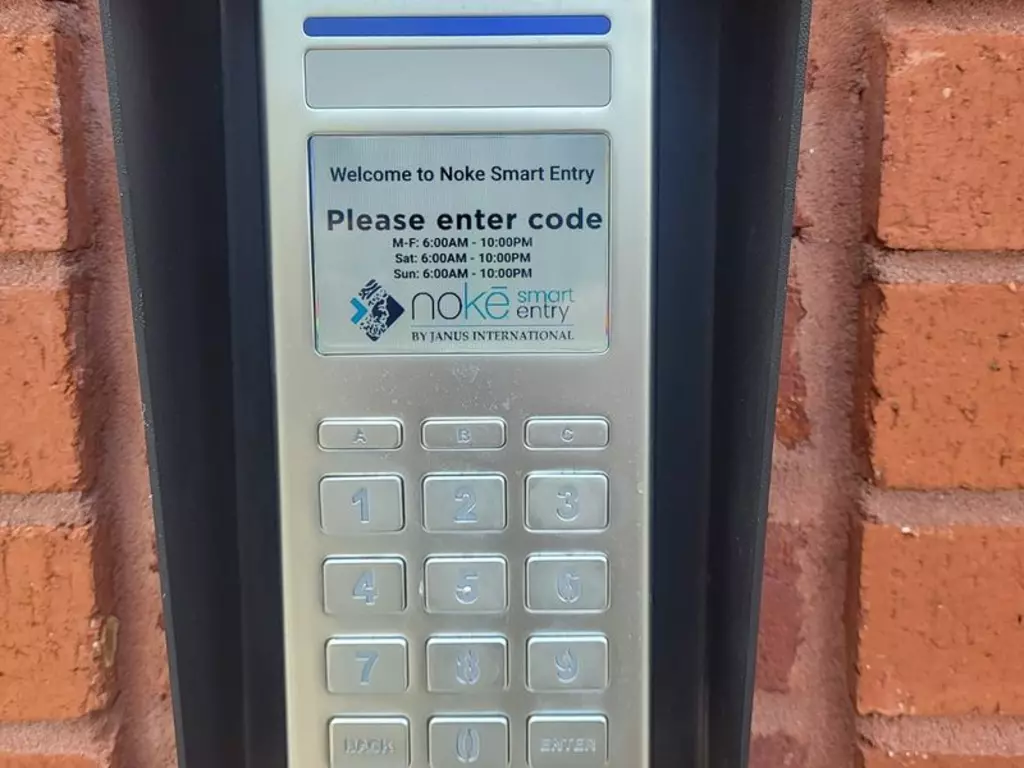 Welcome to Noke Smart Entry
Please enter code
M-F: 6:00AM - 10:00PM
Sat: 6:00AM - 10:00PM
Sun: 6:00AM - 10:00PM
nokē smart entry
BY JANUS INTERNATIONAL
A B C
1 2 3
4 5 6
7 8 9
BACK 0 ENTER